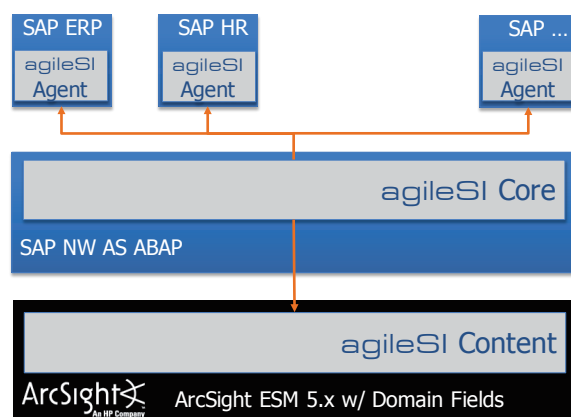 SAP ERP
agileSI
Agent
SAP HR
agileSI
Agent
SAP ...
agileSI
Agent
agileSI Core
SAP NW AS ABAP
agileSI Content
ArcSight
An HP Company
ArcSight ESM 5.x w/ Domain Fields